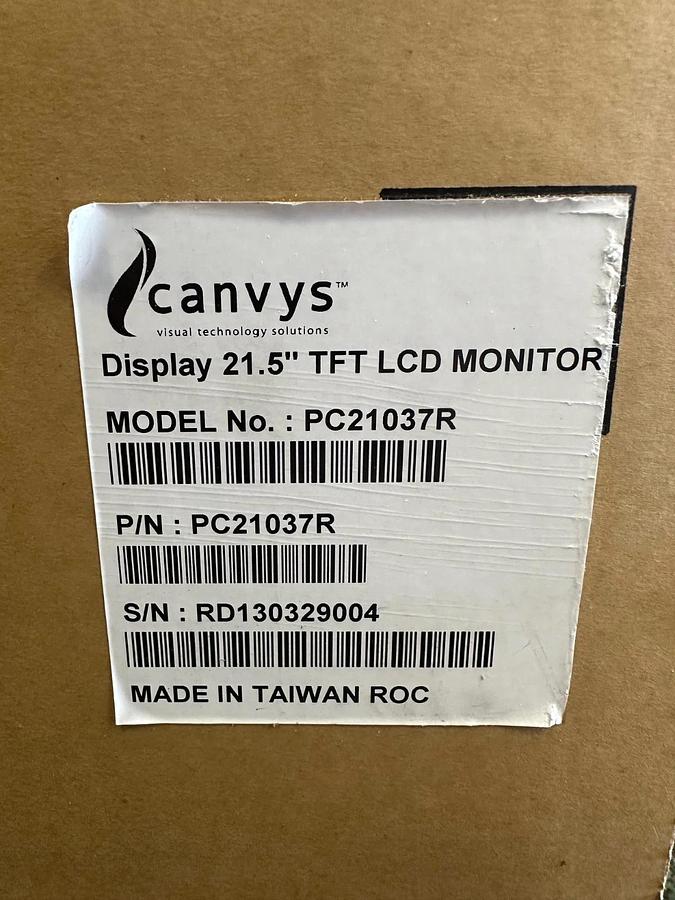 canvys™
visual technology solutions
Display 21.5" TFT LCD MONITOR
MODEL No. : PC21037R
P/N : PC21037R
S/N : RD130329004
MADE IN TAIWAN ROC